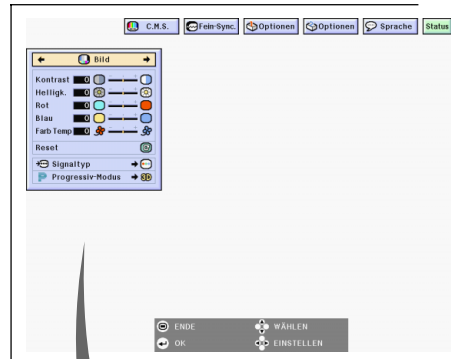 C.M.S. Fein-Sync. Optionen Optionen Sprache Status
Bild
Kontrast 0
Helligk. 0
Rot 0
Blau 0
Farb Temp 0
Reset
Signaltyp
Progressiv-Modus
ENDE WÄHLEN
OK EINSTELLEN